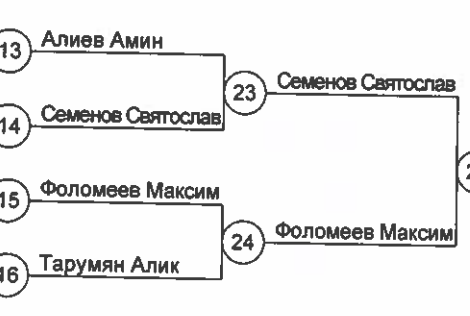 13 Алиев Амин
23 Семенов Святослав
14 Семенов Святослав
15 Фоломеев Максим
24 Фоломеев Максим
16 Тарумян Алик